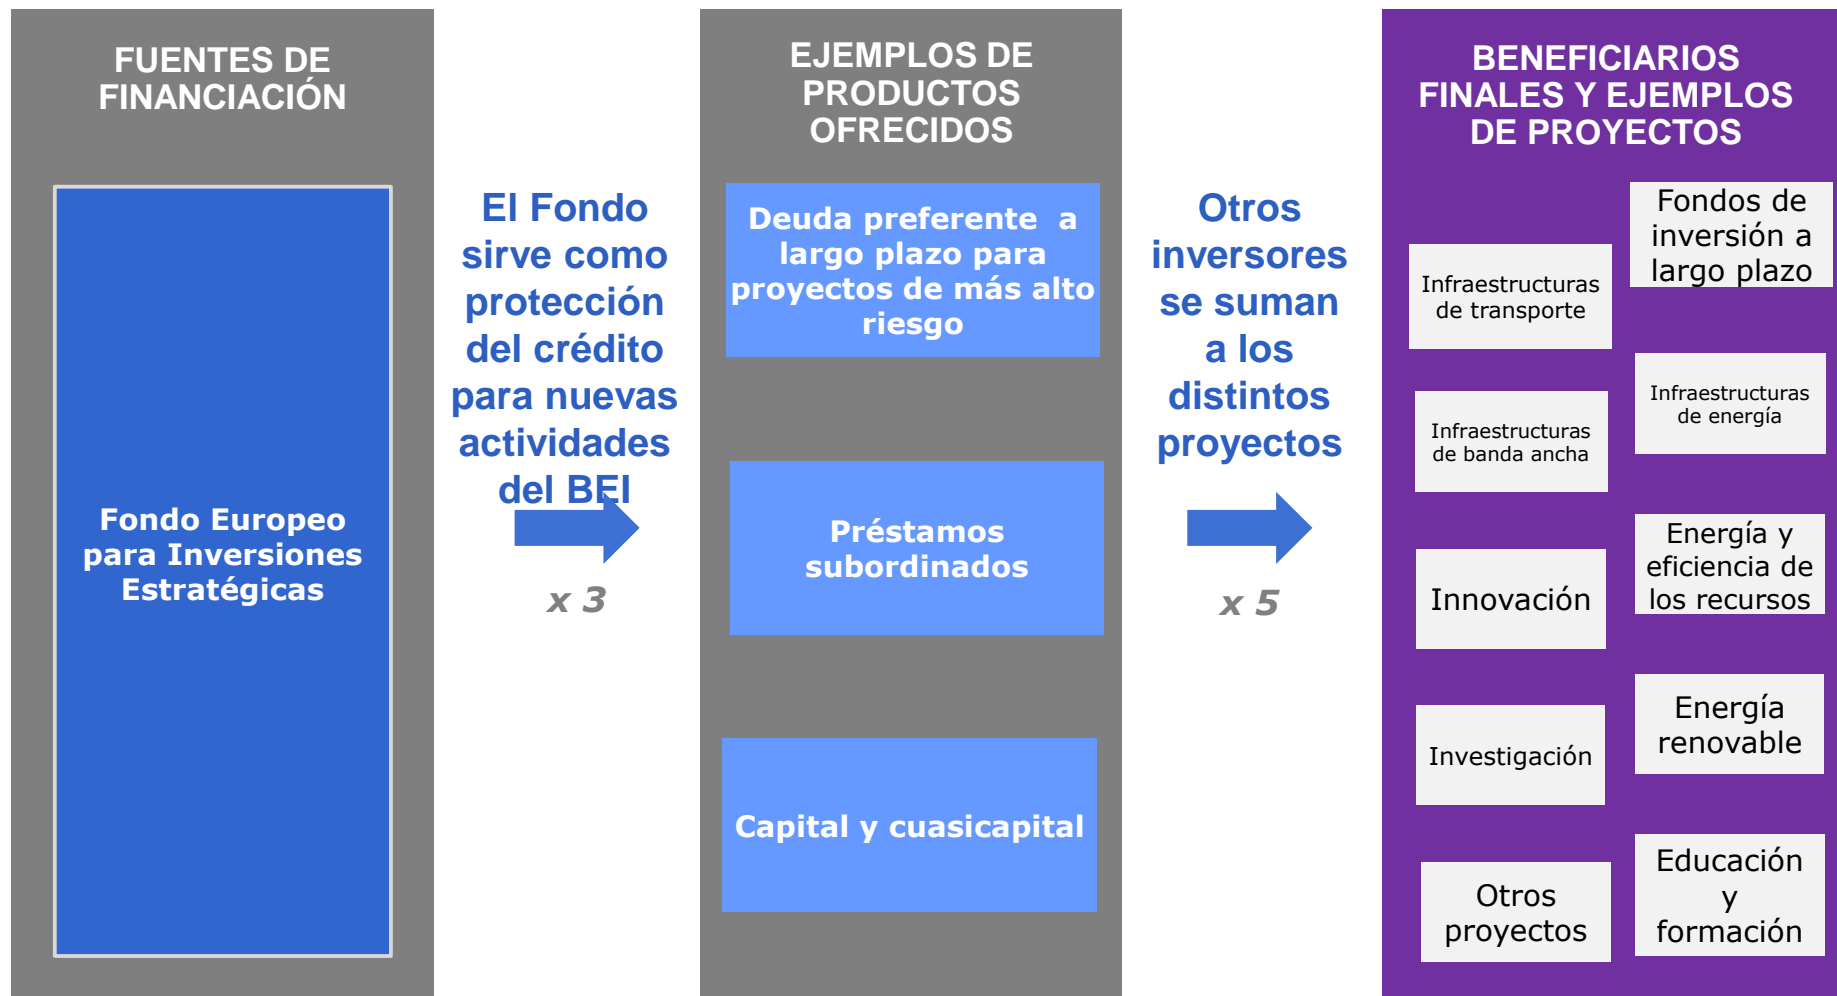 FUENTES DE
FINANCIACIÓN
Fondo Europeo
para Inversiones
Estratégicas
El Fondo
sirve como
protección
del crédito
para nuevas
actividades
del BEI
x 3
EJEMPLOS DE
PRODUCTOS
OFRECIDOS
Deuda preferente a
largo plazo para
proyectos de más alto
riesgo
Préstamos
subordinados
Capital y cuasicapital
Otros
inversores
se suman
a los
distintos
proyectos
x 5
BENEFICIARIOS
FINALES Y EJEMPLOS
DE PROYECTOS
Fondos de
inversión a
largo plazo
Infraestructuras
de transporte
Infraestructuras
de energía
Infraestructuras
de banda ancha
Energía y
eficiencia de
los recursos
Innovación
Energía
renovable
Investigación
Educación
y
formación
Otros
proyectos